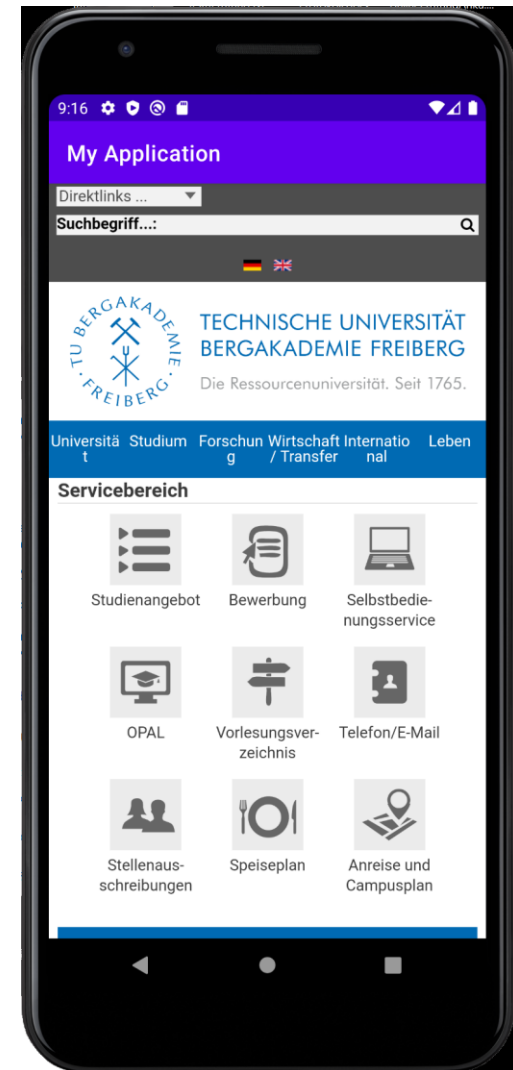 9:16
My Application
Direktlinks ...
Suchbegriff...:
TU BERGAKADEMIE
· FREIBERG ·
TECHNISCHE UNIVERSITÄT
BERGAKADEMIE FREIBERG
Die Ressourcenuniversität. Seit 1765.
Universitä Studium Forschun Wirtschaft Internatio Leben
t g / Transfer nal
Servicebereich
Studienangebot Bewerbung Selbstbedie-
nungsservice
OPAL Vorlesungsver- Telefon/E-Mail
zeichnis
Stellenaus- Speiseplan Anreise und
schreibungen Campusplan